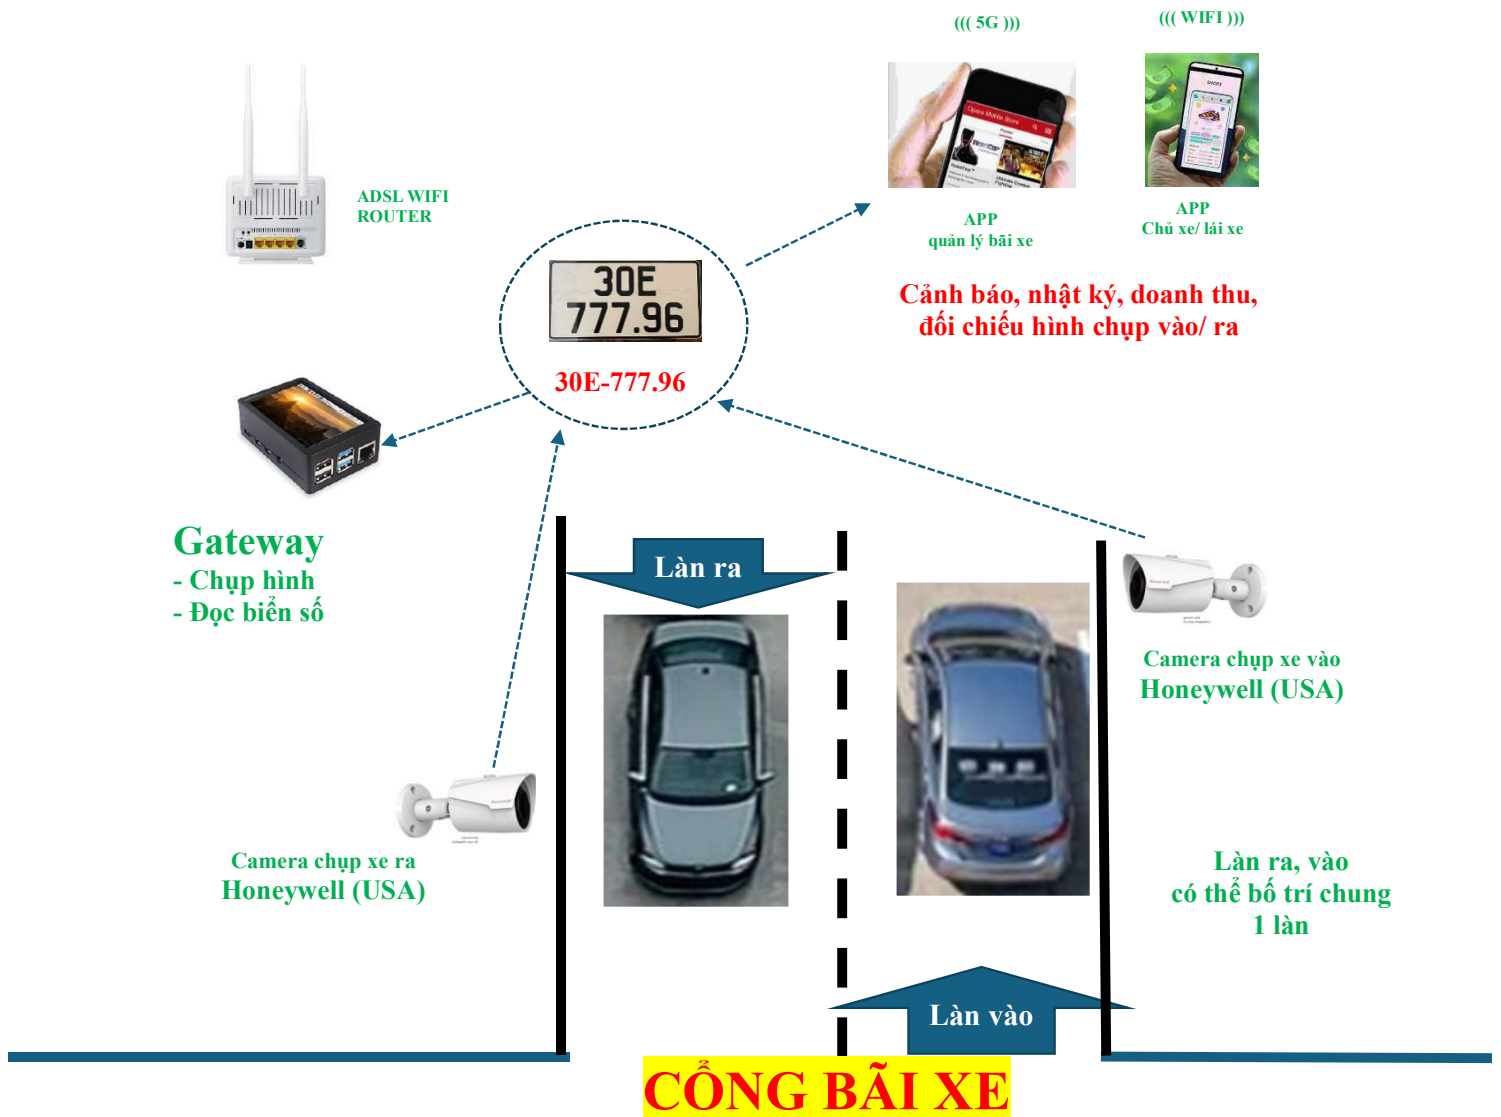 ((( 5G )))
((( WIFI )))
Opera Mobile Store
ADSL WIFI
ROUTER
APP
quản lý bãi xe
APP
Chủ xe/ lái xe
30E
777.96
30E-777.96
Cảnh báo, nhật ký, doanh thu,
đối chiếu hình chụp vào/ ra
Gateway
- Chụp hình
- Đọc biển số
Làn ra
Camera chụp xe vào
Honeywell (USA)
Camera chụp xe ra
Honeywell (USA)
Làn ra, vào
có thể bố trí chung
1 làn
Làn vào
CỔNG BÃI XE